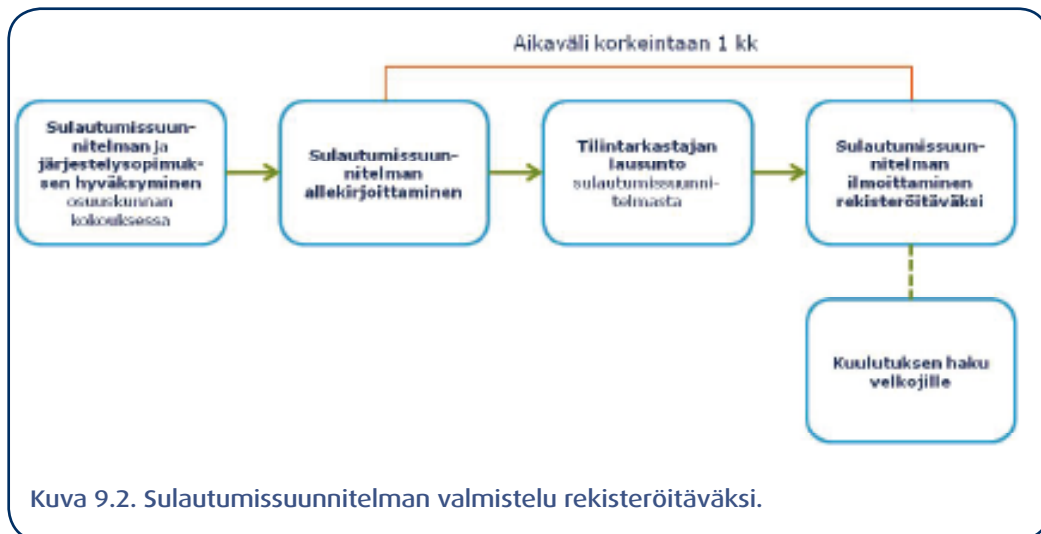 Aikaväli korkeintaan 1 kk
Sulautumissuun-
nitelman ja
järjestelysopimuk-
sen hyväksyminen
osuuskunnan
kokouksessa
Sulautumissuun-
nitelman
allekirjoittaminen
Tilintarkastajan
lausunto
sulautumissuunni-
telmasta
Sulautumissuun-
nitelman
ilmoittaminen
rekisteröitäväksi
Kuulutuksen haku
velkojille
Kuva 9.2. Sulautumissuunnitelman valmistelu rekisteröitäväksi.